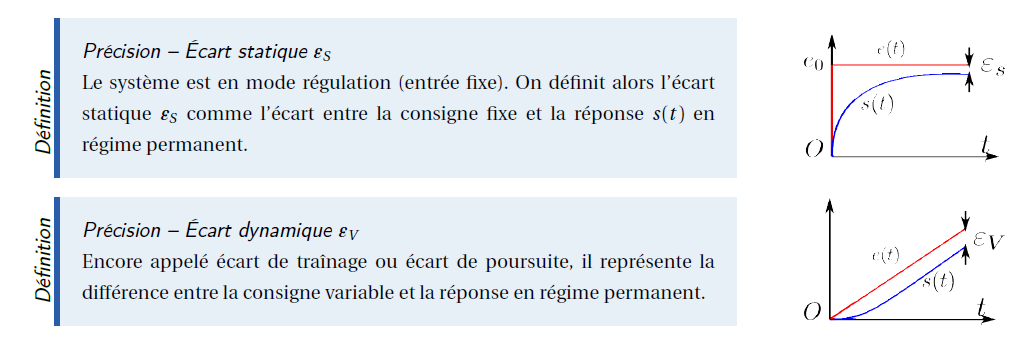 Définition
Précision – Écart statique εS
Le système est en mode régulation (entrée fixe). On définit alors l'écart
statique εS comme l'écart entre la consigne fixe et la réponse s(t) en
régime permanent.
e(t)
e0
εs
s(t)
O
t
Définition
Précision – Écart dynamique εV
Encore appelé écart de traînage ou écart de poursuite, il représente la
différence entre la consigne variable et la réponse en régime permanent.
εV
e(t)
s(t)
O
t